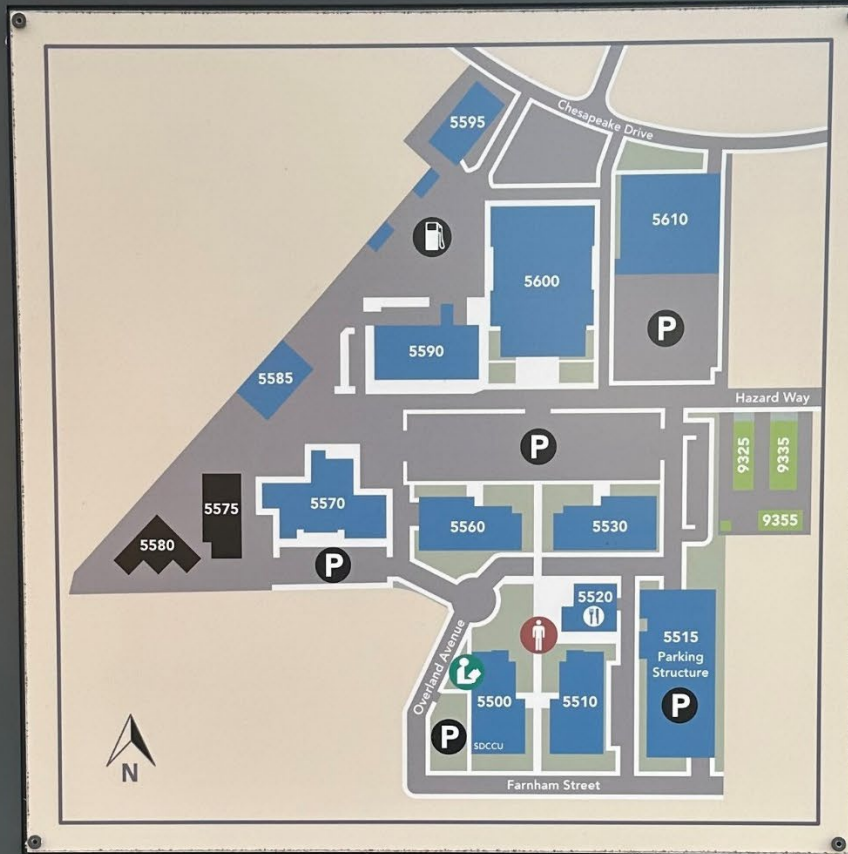 Chesapeake Drive
5595
5610
5600
P
5590
5585
Hazard Way
P
9325
9335
5575
5570
9355
5560
5530
5580
P
5520
5515
Parking
Structure
Overland Avenue
5500
5510
P
P
SDCCU
N
Farnham Street